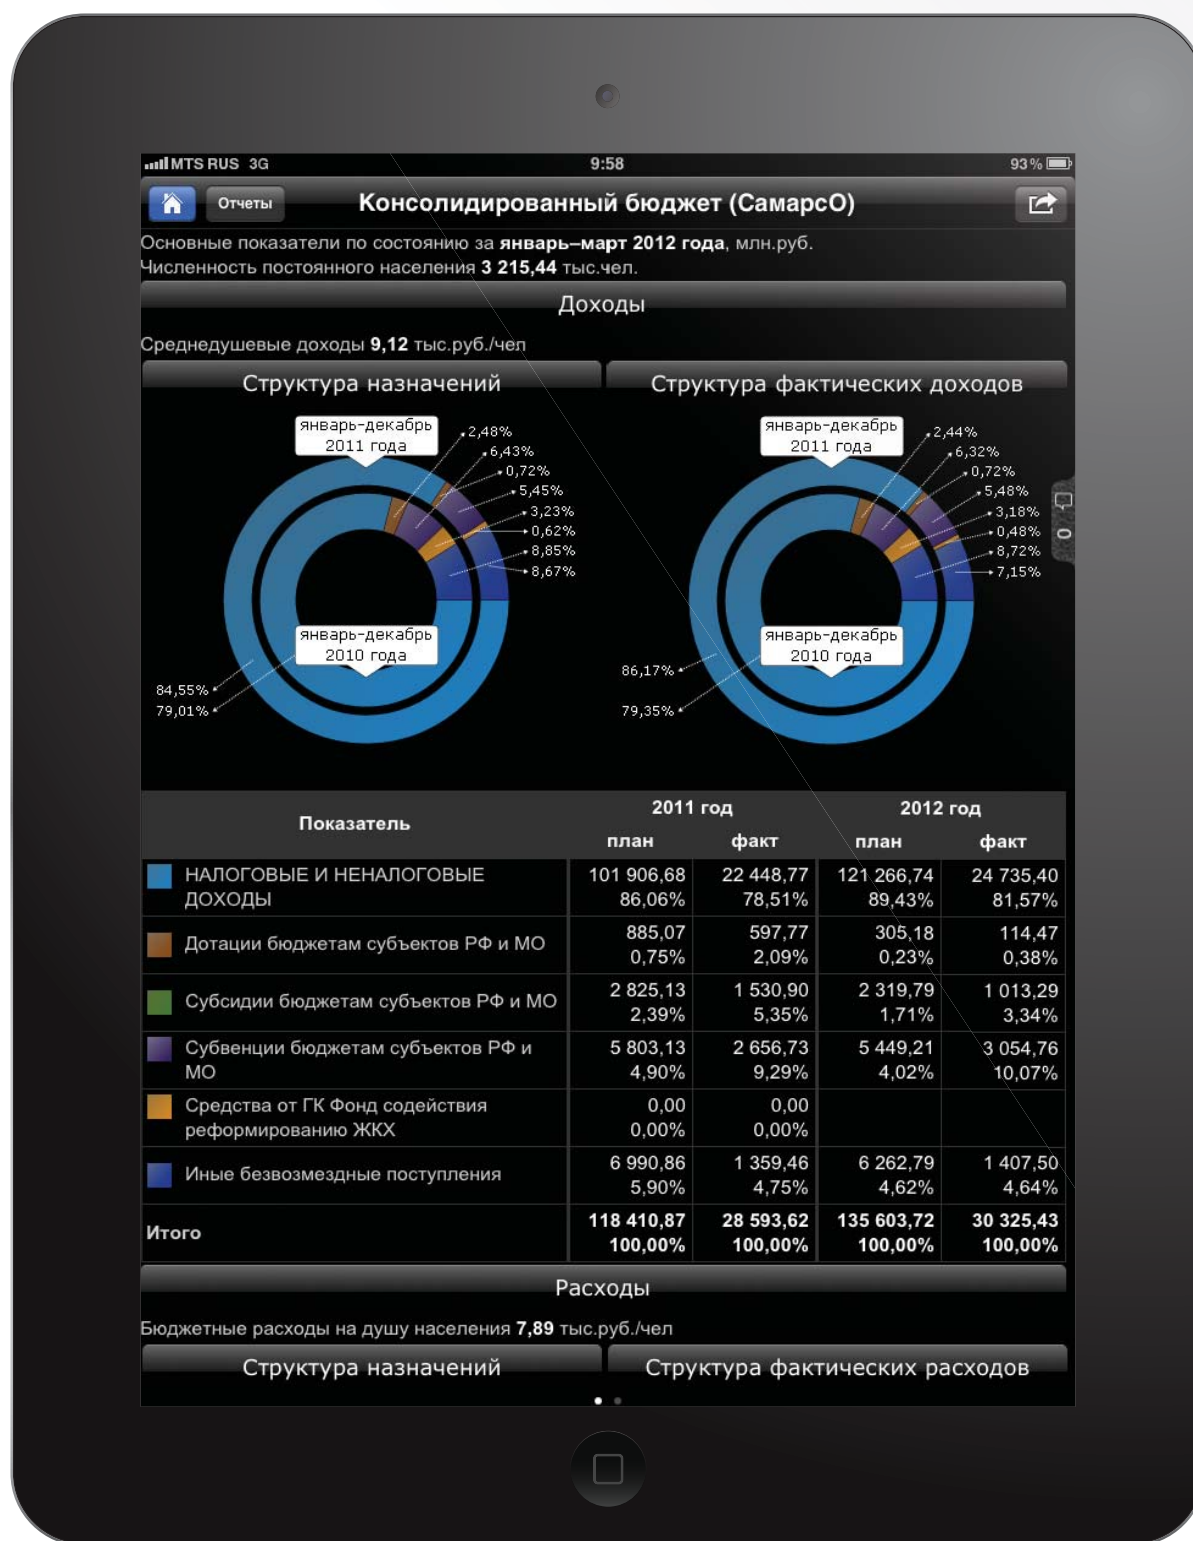 MTS RUS 3G 9:58 93 %
Отчеты Консолидированный бюджет (СамарсО)
Основные показатели по состоянию за январь–март 2012 года, млн.руб.
Численность постоянного населения 3 215,44 тыс.чел.
Доходы
Среднедушевые доходы 9,12 тыс.руб./чел
Структура назначений
январь-декабрь
2011 года
2,48%
6,43%
0,72%
5,45%
3,23%
0,62%
8,85%
8,67%
январь-декабрь
2010 года
84,55%
79,01%
Структура фактических доходов
январь-декабрь
2011 года
2,44%
6,32%
0,72%
5,48%
3,18%
0,48%
8,72%
7,15%
январь-декабрь
2010 года
86,17%
79,35%
0
Показатель 2011 год 2012 год
план факт план факт
НАЛОГОВЫЕ И НЕНАЛОГОВЫЕ 101 906,68 22 448,77 121 266,74 24 735,40
ДОХОДЫ 86,06% 78,51% 89,43% 81,57%
Дотации бюджетам субъектов РФ и МО 885,07 597,77 305,18 114,47
0,75% 2,09% 0,23% 0,38%
Субсидии бюджетам субъектов РФ и МО 2 825,13 1 530,90 2 319,79 1 013,29
2,39% 5,35% 1,71% 3,34%
Субвенции бюджетам субъектов РФ и 5 803,13 2 656,73 5 449,21 3 054,76
МО 4,90% 9,29% 4,02% 10,07%
Средства от ГК Фонд содействия 0,00 0,00
реформированию ЖКХ 0,00% 0,00%
Иные безвозмездные поступления 6 990,86 1 359,46 6 262,79 1 407,50
5,90% 4,75% 4,62% 4,64%
Итого 118 410,87 28 593,62 135 603,72 30 325,43
100,00% 100,00% 100,00% 100,00%
Расходы
Бюджетные расходы на душу населения 7,89 тыс.руб./чел
Структура назначений Структура фактических расходов